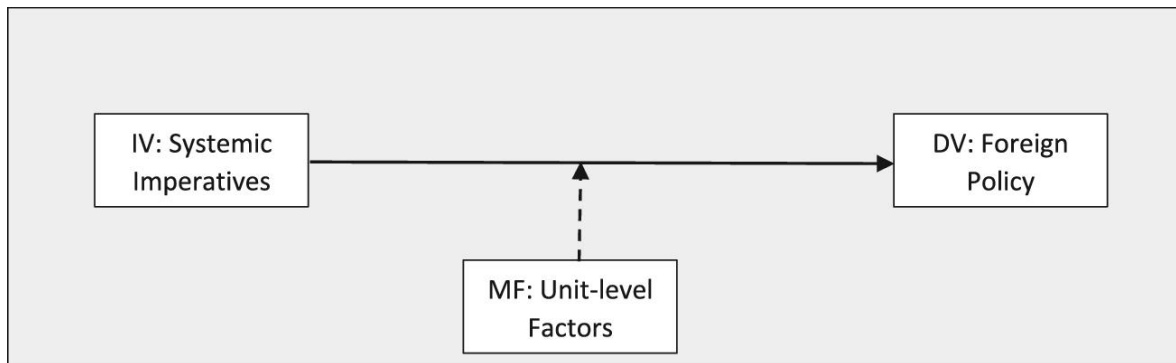 IV: Systemic
Imperatives
DV: Foreign
Policy
MF: Unit-level
Factors